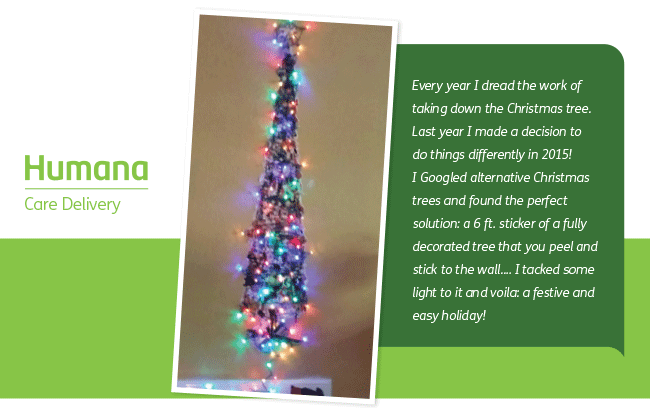 Humana
Care Delivery
Every year I dread the work of
taking down the Christmas tree.
Last year I made a decision to
do things differently in 2015!
I Googled alternative Christmas
trees and found the perfect
solution: a 6 ft. sticker of a fully
decorated tree that you peel and
stick to the wall.... I tacked some
light to it and voila: a festive and
easy holiday!